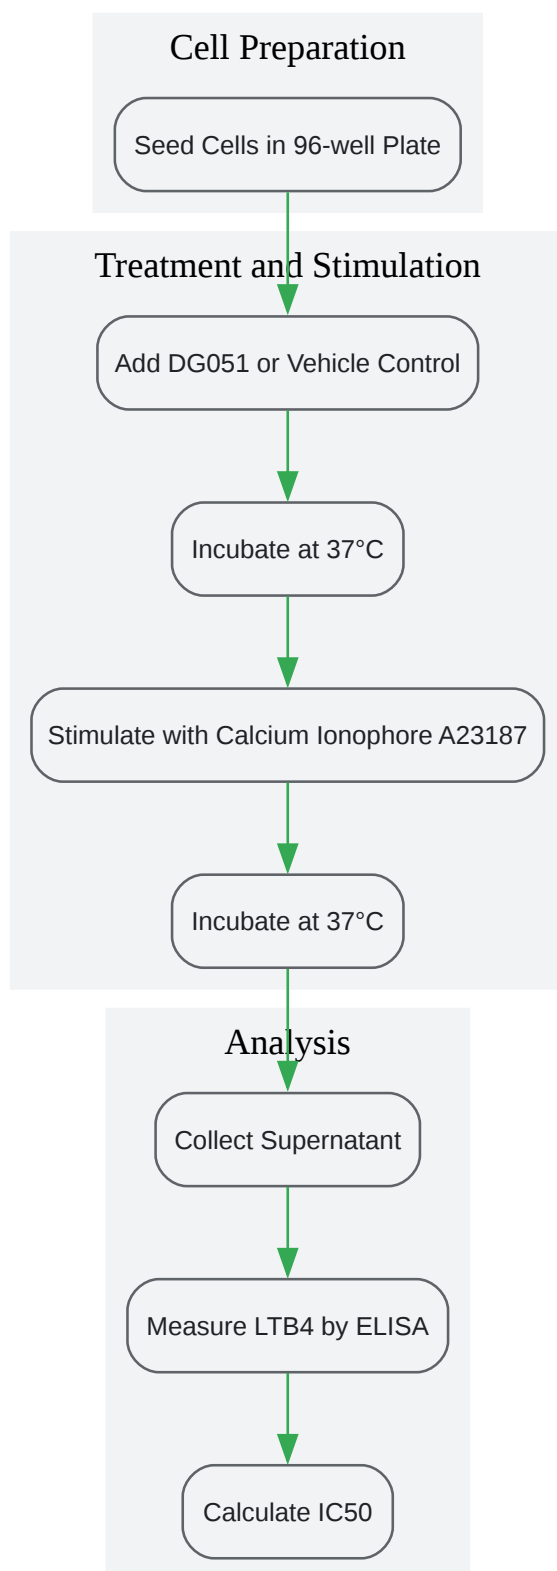 Cell Preparation
Seed Cells in 96-well Plate
Treatment and Stimulation
Add DG051 or Vehicle Control
Incubate at 37°C
Stimulate with Calcium Ionophore A23187
Incubate at 37°C
Analysis
Collect Supernatant
Measure LTB4 by ELISA
Calculate IC50